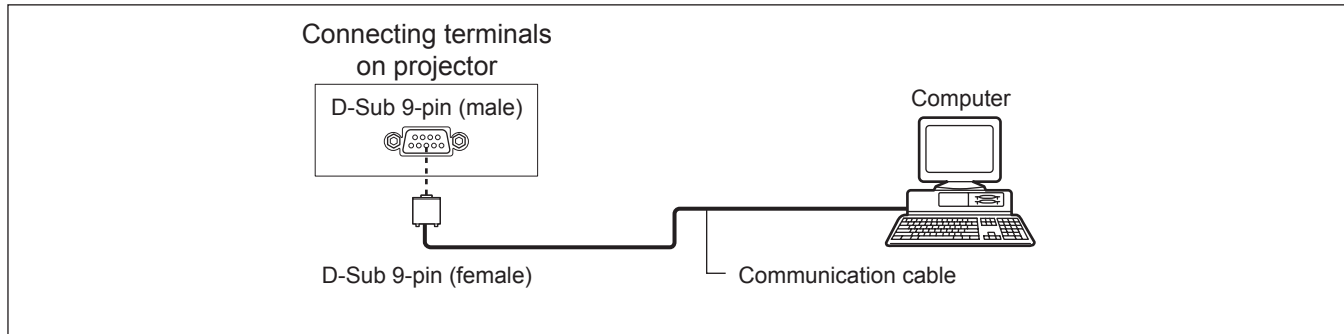 Connecting terminals
on projector
D-Sub 9-pin (male)
Computer
D-Sub 9-pin (female)
Communication cable